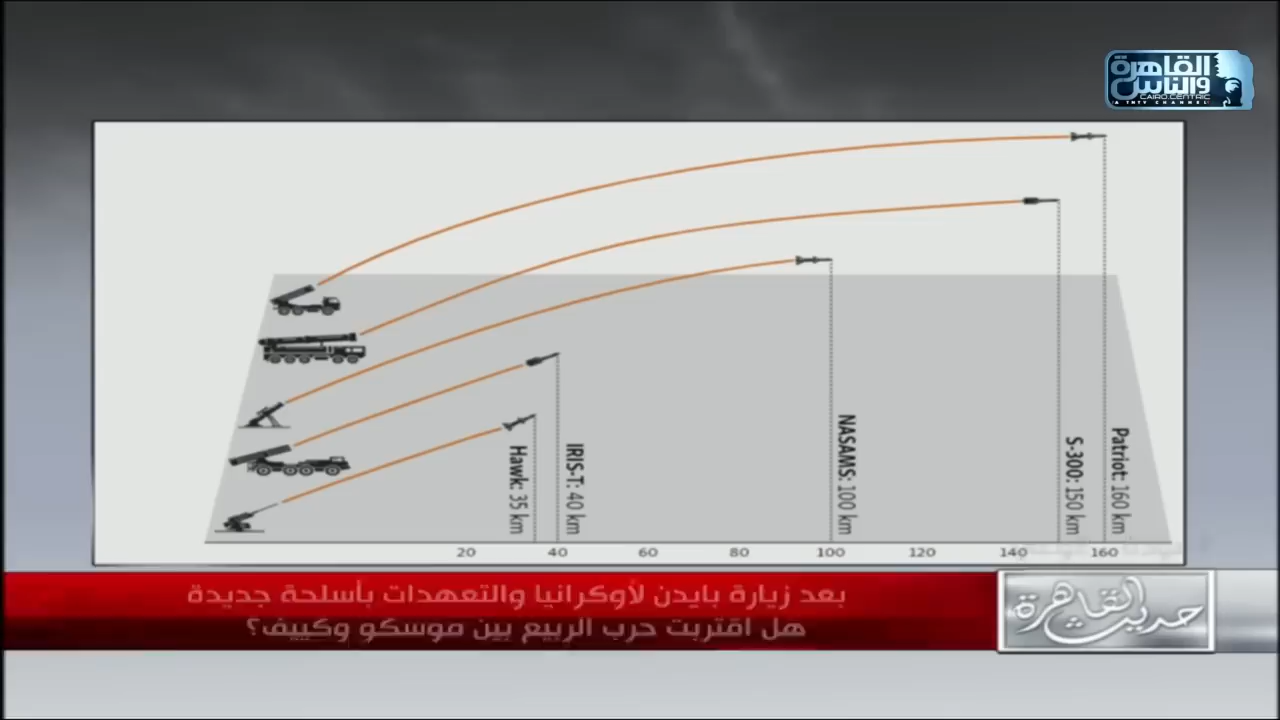 القاهرة
والناس
CAIRO.CENTRIC
A TNTV CHANNEL
Patriot: 160 km
S-300: 150 km
NASAMS: 100 km
IRIS-T: 40 km
Hawk: 35 km
20 40 60 80 100 120 140 160
بعد زيارة بايدن لأوكرانيا والتعهدات بأسلحة جديدة
هل اقتربت حرب الربيع بين موسكو وكييف؟
حديث القاهرة